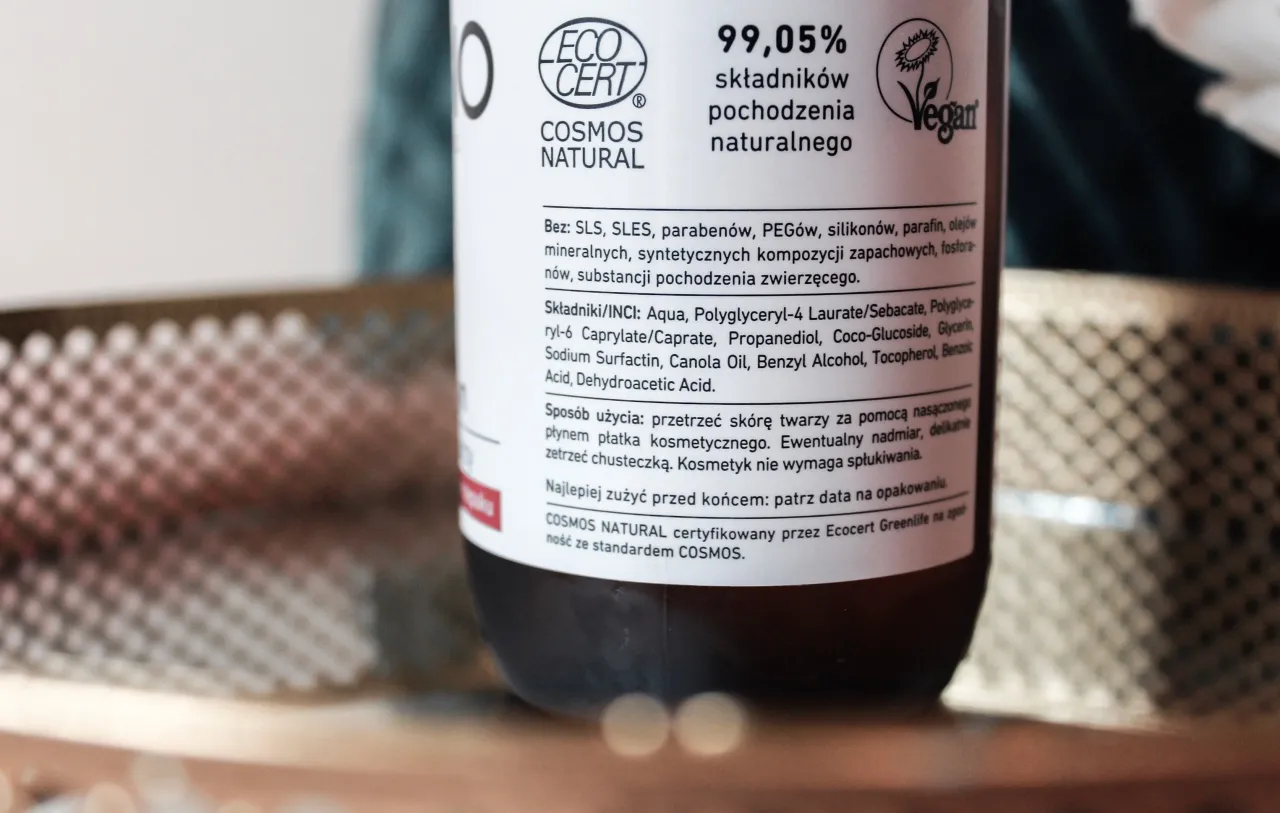 ECO
CERT®
COSMOS
NATURAL
99,05%
składników
pochodzenia
naturalnego
Vegan
Bez: SLS, SLES, parabenów, PEGów, silikonów, parafin, olejów
mineralnych, syntetycznych kompozycji zapachowych, fosfora-
nów, substancji pochodzenia zwierzęcego.
Składniki/INCI: Aqua, Polyglyceryl-4 Laurate/Sebacate, Polyglyce-
ryl-6 Caprylate/Caprate, Propanediol, Coco-Glucoside, Glycerin,
Sodium Surfactin, Canola Oil, Benzyl Alcohol, Tocopherol, Benzoic
Acid, Dehydroacetic Acid.
Sposób użycia: przetrzeć skórę twarzy za pomocą nasączonego
płynem płatka kosmetycznego. Ewentualny nadmiar, delikatnie
zetrzeć chusteczką. Kosmetyk nie wymaga spłukiwania.
Najlepiej zużyć przed końcem: patrz data na opakowaniu.
COSMOS NATURAL certyfikowany przez Ecocert Greenlife na zgod-
ność ze standardem COSMOS.